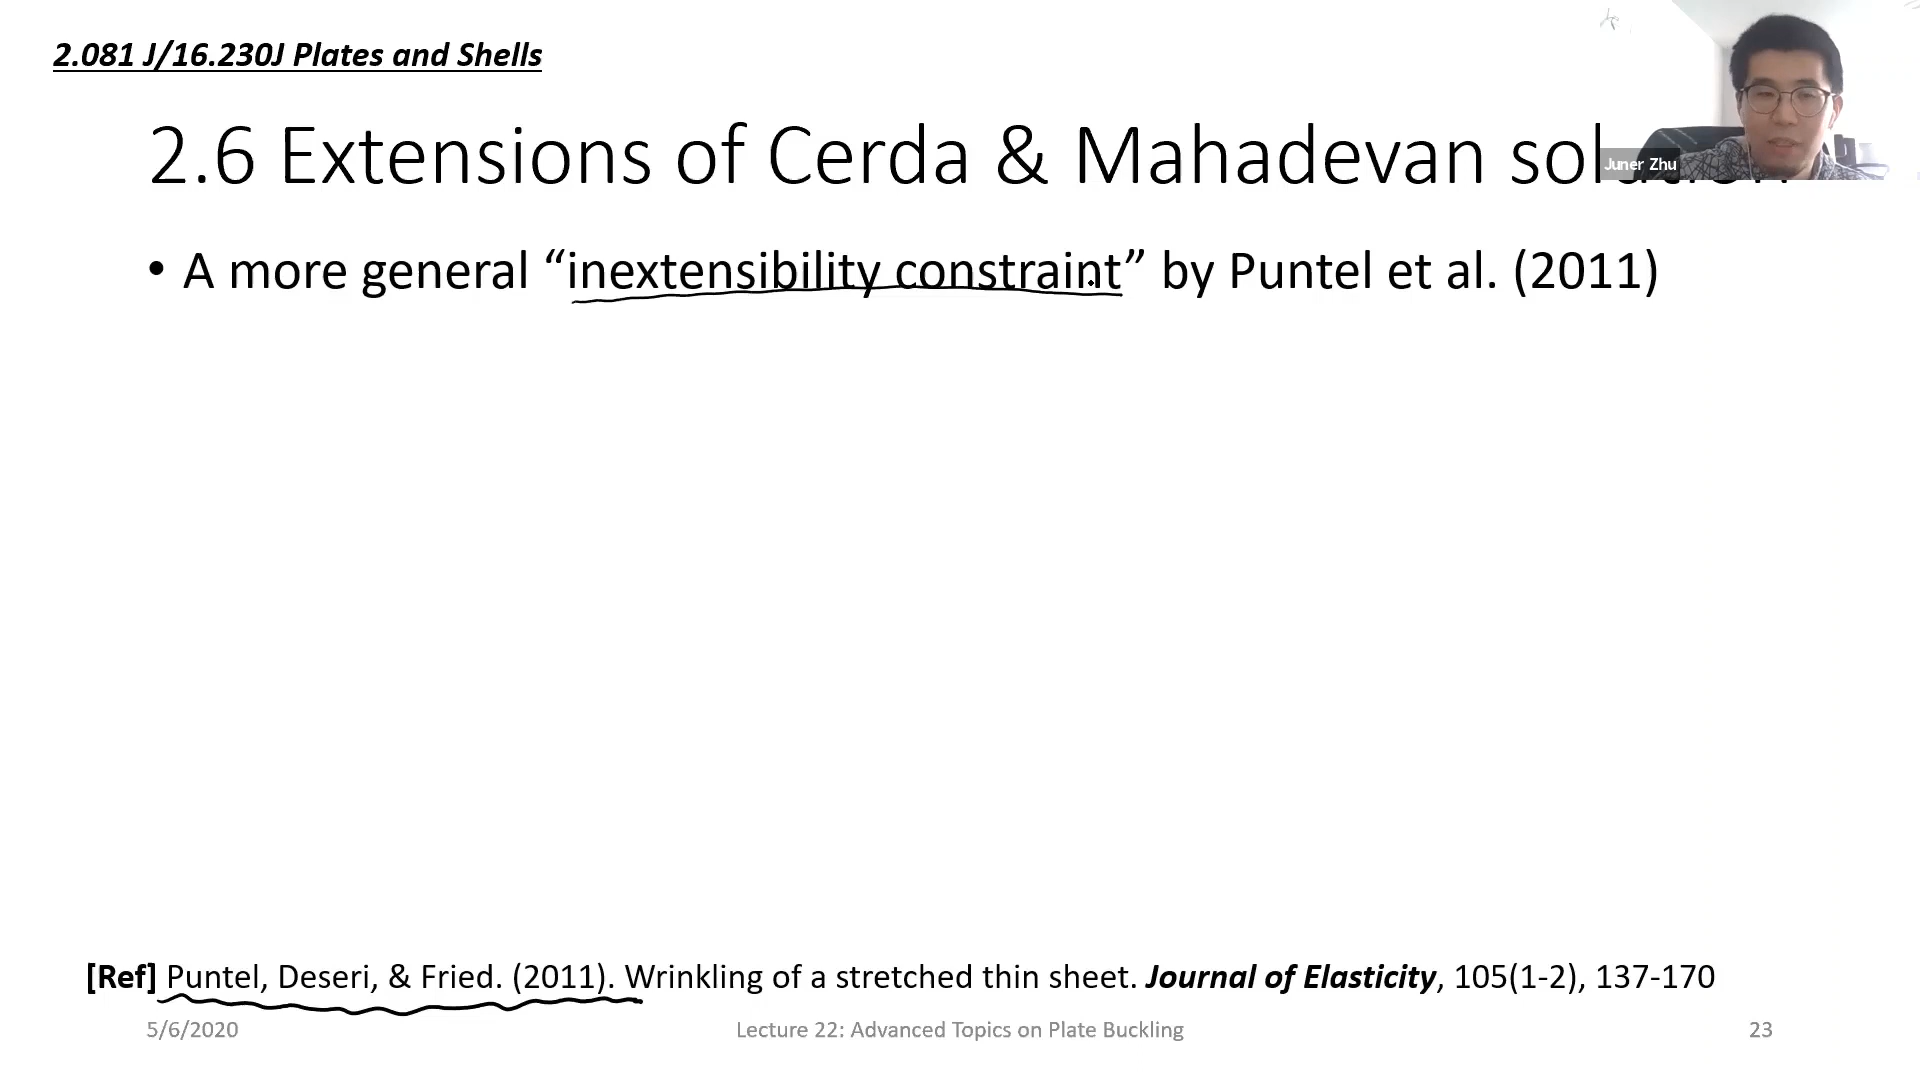 2.081 J/16.230J Plates and Shells
2.6 Extensions of Cerda & Mahadevan sol
Juner Zhu
• A more general “inextensibility constraint” by Puntel et al. (2011)
[Ref] Puntel, Deseri, & Fried. (2011). Wrinkling of a stretched thin sheet. Journal of Elasticity, 105(1-2), 137-170
5/6/2020 Lecture 22: Advanced Topics on Plate Buckling 23